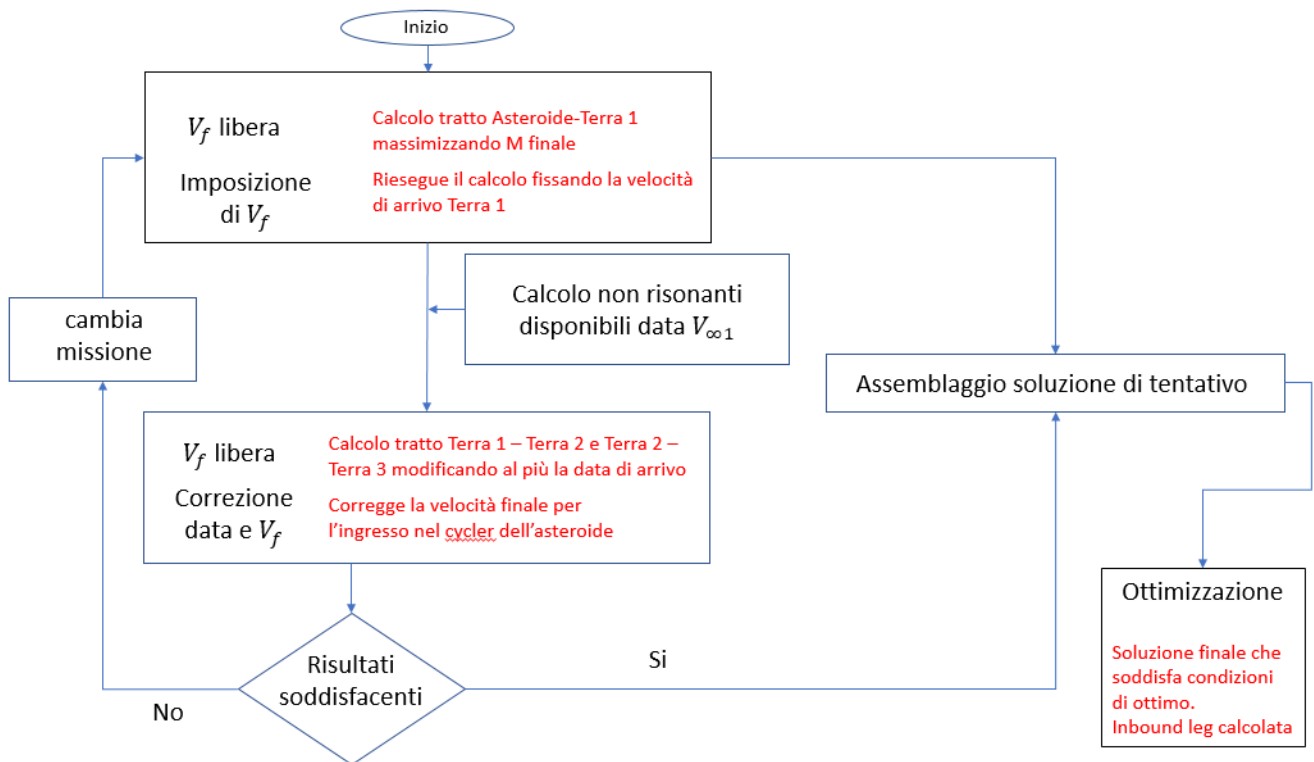 Inizio
V_f libera
Calcolo tratto Asteroide-Terra 1
massimizzando M finale
Imposizione
di V_f
Riesegue il calcolo fissando la velocità
di arrivo Terra 1
Calcolo non risonanti
disponibili data V_∞1
cambia
missione
Assemblaggio soluzione di tentativo
V_f libera
Calcolo tratto Terra 1 – Terra 2 e Terra 2 –
Terra 3 modificando al più la data di arrivo
Correzione
data e V_f
Corregge la velocità finale per
l'ingresso nel cycler dell'asteroide
Risultati
soddisfacenti
No
Si
Ottimizzazione
Soluzione finale che
soddisfa condizioni
di ottimo.
Inbound leg calcolata